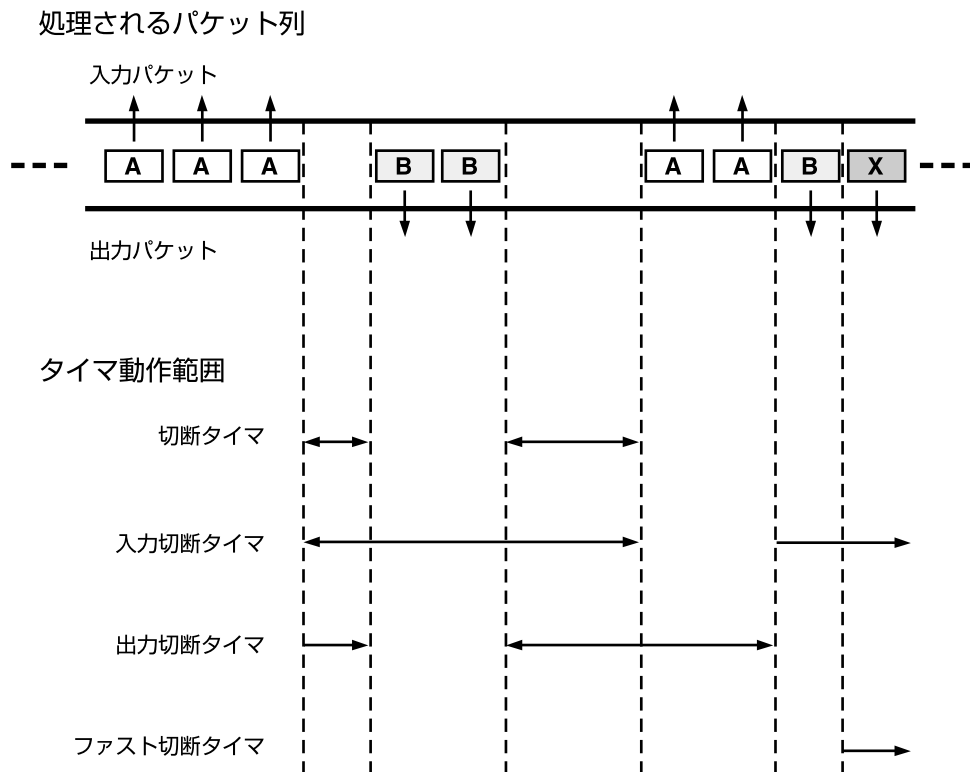 処理されるパケット列
入力パケット
A A A B B A A B X
出力パケット
タイマ動作範囲
切断タイマ
入力切断タイマ
出力切断タイマ
ファスト切断タイマ